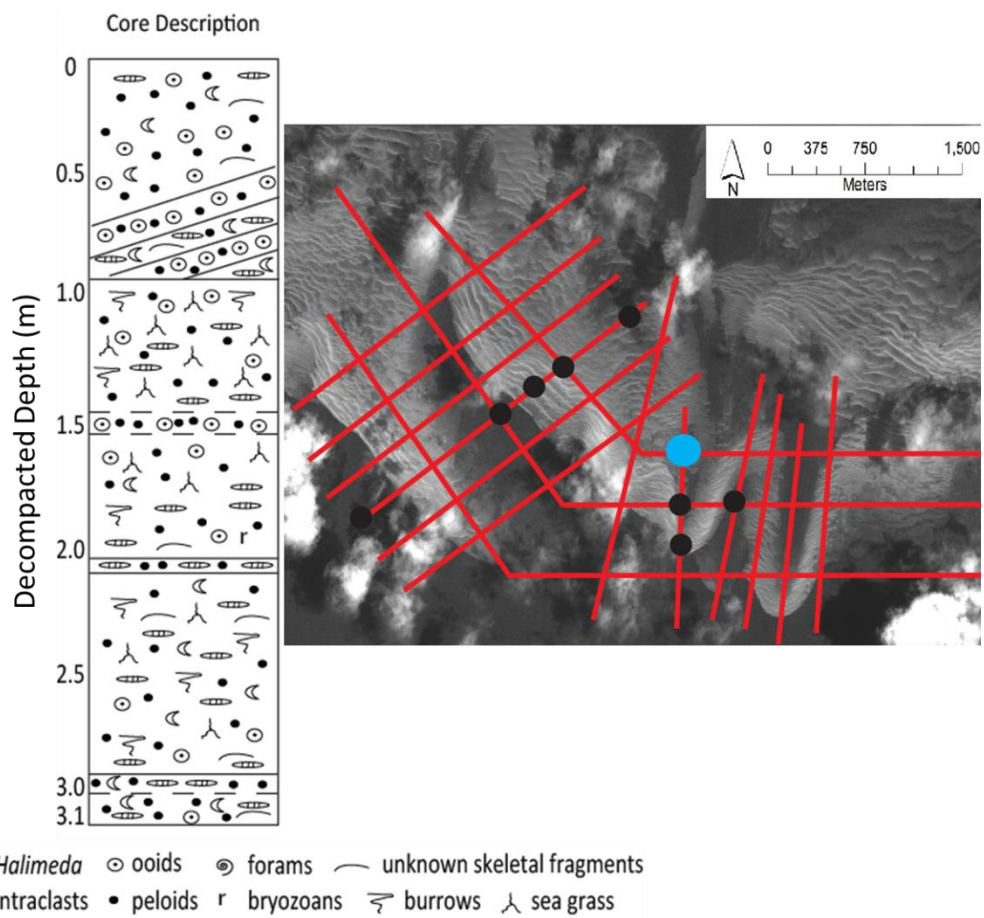 Core Description
0
0.5
1.0
1.5
2.0
2.5
3.0
3.1
Decompacted Depth (m)
0 375 750 1,500
Meters
N
Halimeda ooids forams unknown skeletal fragments
ntraclasts peloids r bryozoans burrows sea grass
r